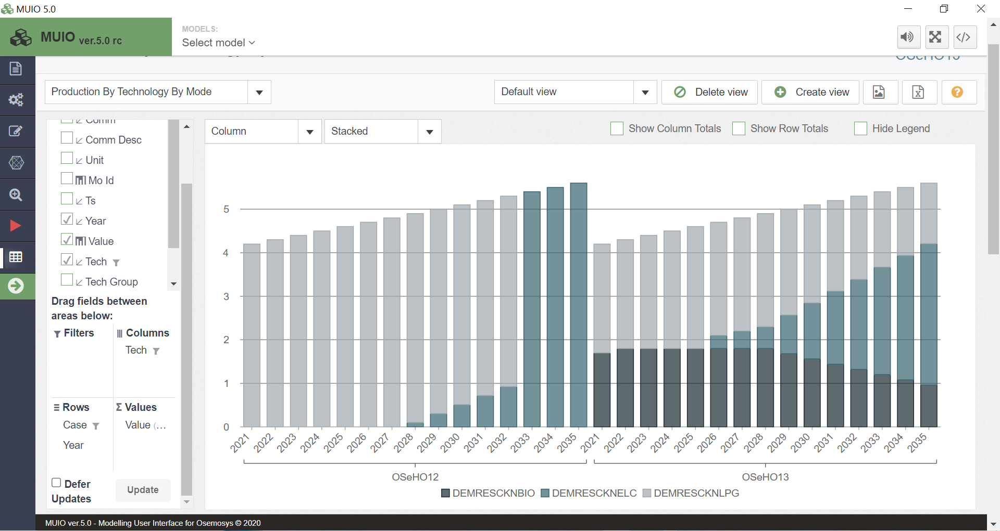 MUIO 5.0
MUIO ver.5.0 rc
MODELS:
Select model
OSeHO13
Production By Technology By Mode
Default view
Delete view
Create view
Comm
Comm Desc
Unit
Mo Id
Ts
Year
Value
Tech
Tech Group
Drag fields between
areas below:
Filters
Columns
Tech
Rows
Σ Values
Case
Value (...
Year
Defer
Updates
Update
Column
Stacked
Show Column Totals
Show Row Totals
Hide Legend
5
4
3
2
1
0
2021 2022 2023 2024 2025 2026 2027 2028 2029 2030 2031 2032 2033 2034 2035 2021 2022 2023 2024 2025 2026 2027 2028 2029 2030 2031 2032 2033 2034 2035
OSeHO12 OSeHO13
DEMRESCKNBIO DEMRESCKNELC DEMRESCKNLPG
MUIO ver.5.0 - Modelling User Interface for Osemosys © 2020